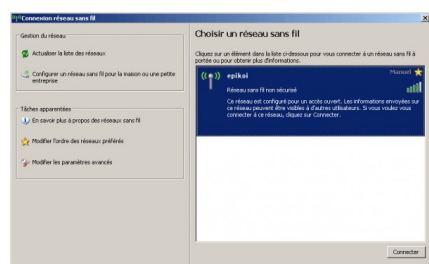 Connexion réseau sans fil
Gestion du réseau
Actualiser la liste des réseaux
Configurer un réseau sans fil pour la maison ou une petite
entreprise
Tâches apparentées
En savoir plus à propos des réseaux sans fil
Modifier l'ordre des réseaux préférés
Modifier les paramètres avancés
Choisir un réseau sans fil
Cliquez sur un élément dans la liste ci-dessous pour vous connecter à un réseau sans fil à
portée ou pour obtenir plus d'informations.
epikoi
Manuel
Réseau sans fil non sécurisé
Ce réseau est configuré pour un accès ouvert. Les informations envoyées sur
ce réseau peuvent être visibles à d'autres utilisateurs. Si vous voulez vous
connecter à ce réseau, cliquez sur Connecter.
Connecter